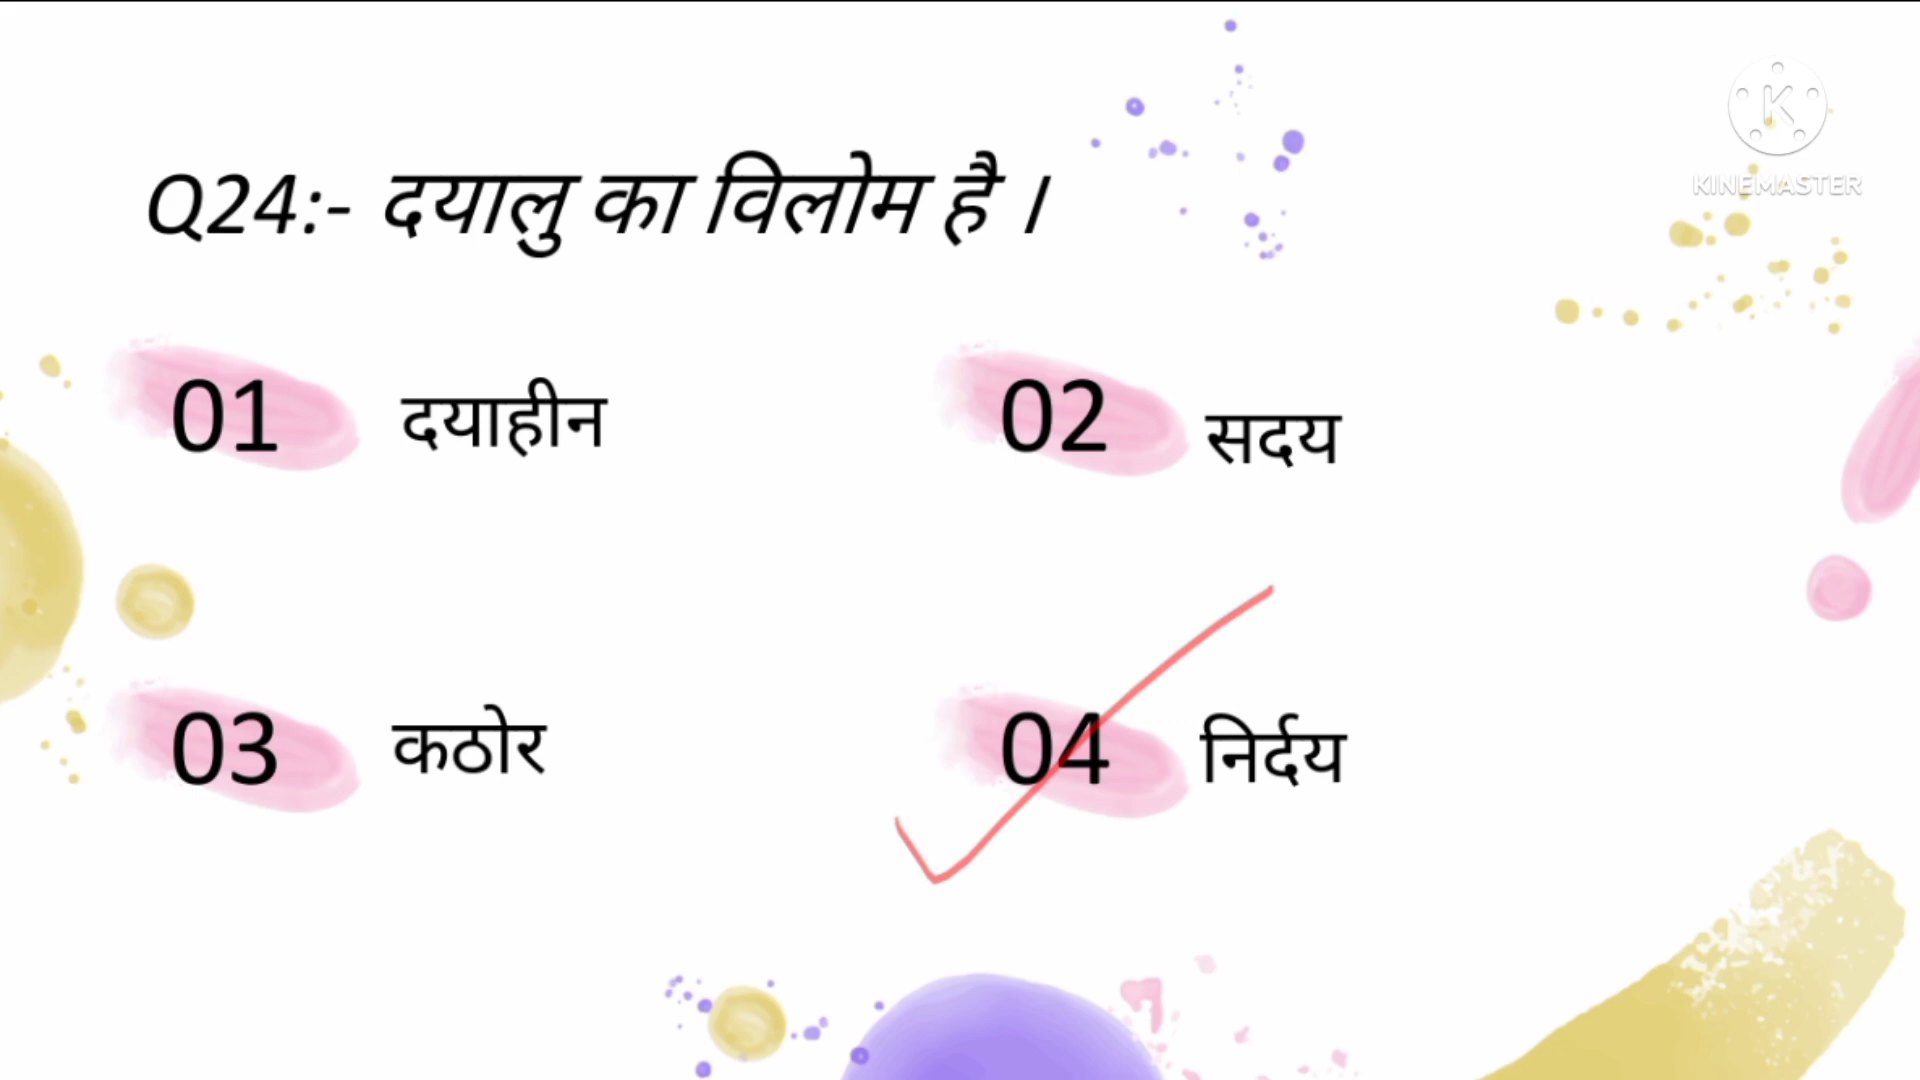 Q24:- दयालु का विलोम है ।
K
KINEMASTER
01 दयाहीन
02 सदय
03 कठोर
04 निर्दय